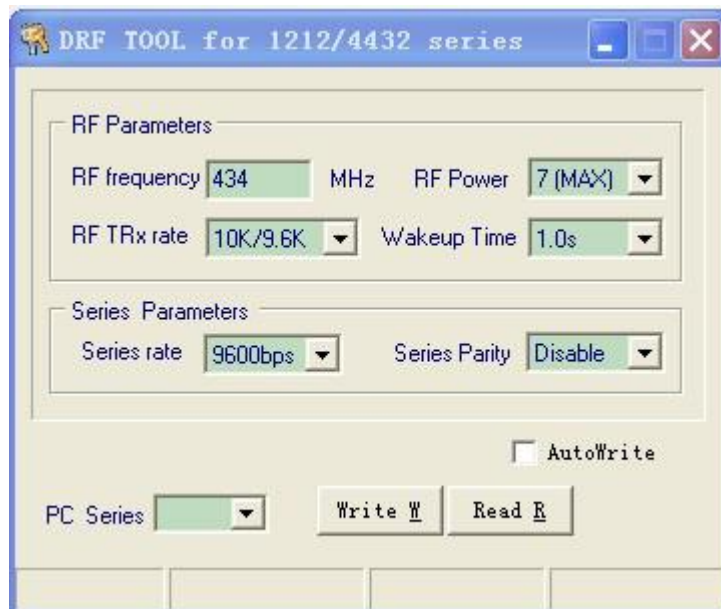 DRF TOOL for 1212/4432 series
RF Parameters
RF frequency 434 MHz RF Power 7 (MAX)
RF TRx rate 10K/9.6K Wakeup Time 1.0s
Series Parameters
Series rate 9600bps Series Parity Disable
AutoWrite
PC Series Write W Read R